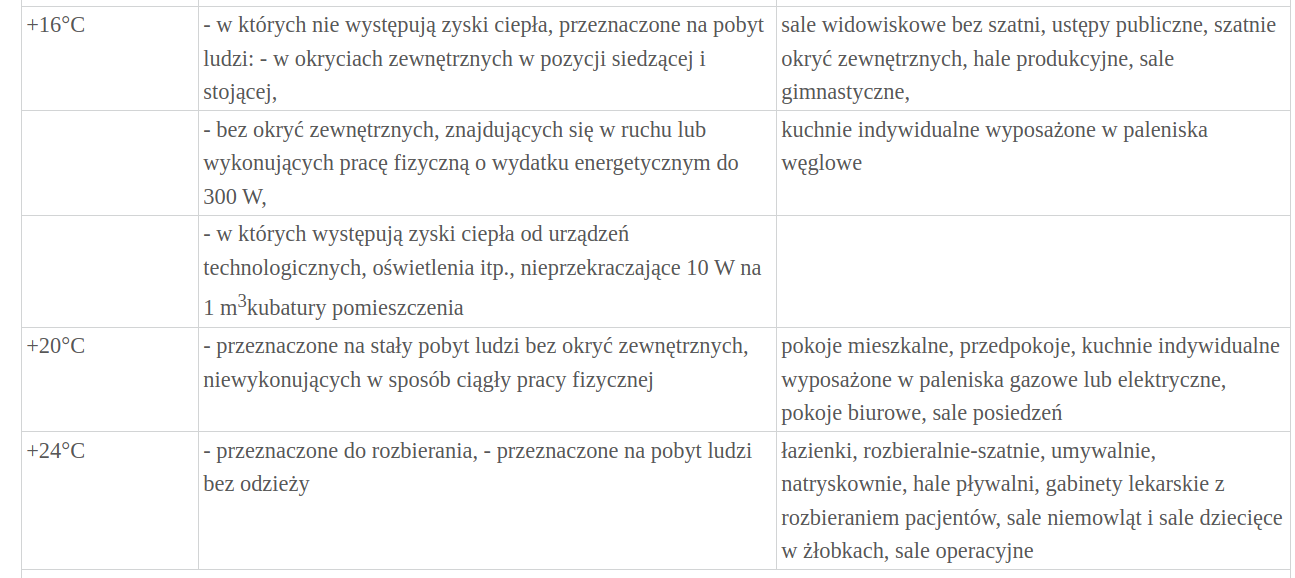 +16°C
- w których nie występują zyski ciepła, przeznaczone na pobyt
ludzi: - w okryciach zewnętrznych w pozycji siedzącej i
stojącej,
sale widowiskowe bez szatni, ustępy publiczne, szatnie
okryć zewnętrznych, hale produkcyjne, sale
gimnastyczne,
- bez okryć zewnętrznych, znajdujących się w ruchu lub
wykonujących pracę fizyczną o wydatku energetycznym do
300 W,
kuchnie indywidualne wyposażone w paleniska
węglowe
- w których występują zyski ciepła od urządzeń
technologicznych, oświetlenia itp., nieprzekraczające 10 W na
1 m³kubatury pomieszczenia
+20°C
- przeznaczone na stały pobyt ludzi bez okryć zewnętrznych,
niewykonujących w sposób ciągły pracy fizycznej
pokoje mieszkalne, przedpokoje, kuchnie indywidualne
wyposażone w paleniska gazowe lub elektryczne,
pokoje biurowe, sale posiedzeń
+24°C
- przeznaczone do rozbierania, - przeznaczone na pobyt ludzi
bez odzieży
łazienki, rozbieralnie-szatnie, umywalnie,
natryskownie, hale pływalni, gabinety lekarskie z
rozbieraniem pacjentów, sale niemowląt i sale dziecięce
w żłobkach, sale operacyjne